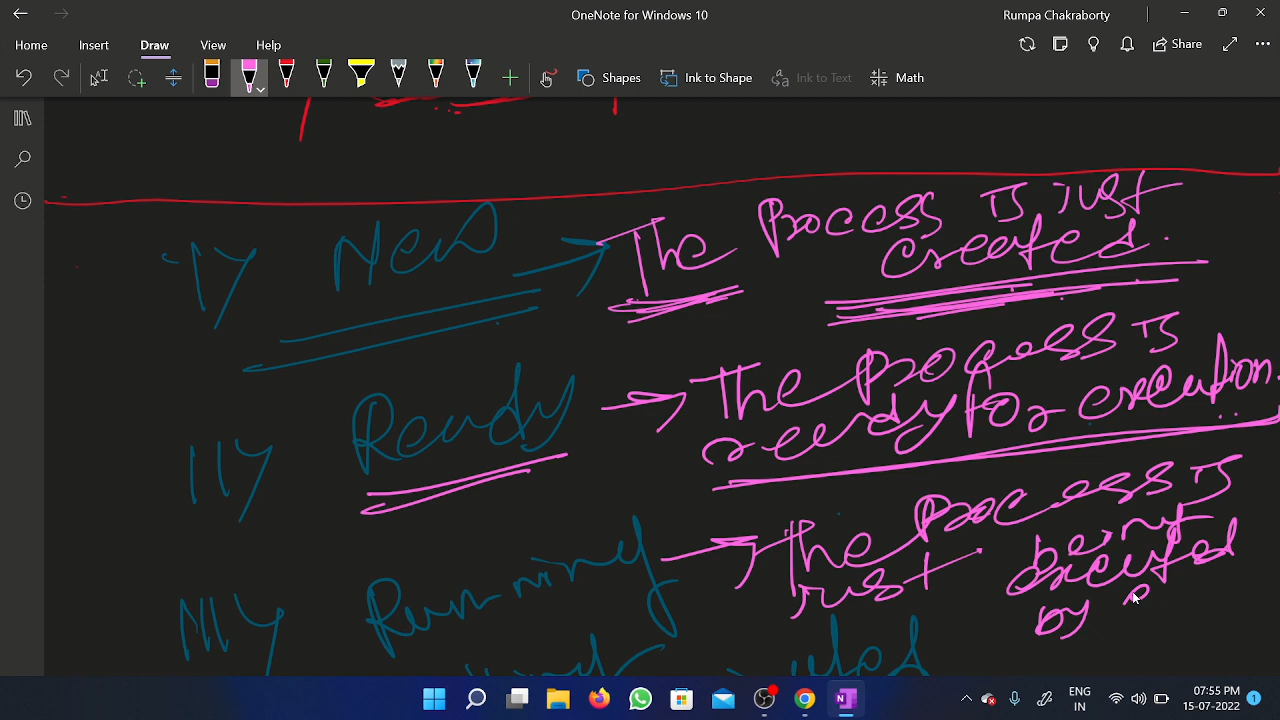 OneNote for Windows 10
Rumpa Chakraborty
Home Insert Draw View Help
Share
Shapes Ink to Shape Ink to Text Math
i) New → The Process is just
created.
ii) Ready → The process is
ready for execution.
iii) Running → The process is
just being
executed
by
ENG
IN
07:55 PM
15-07-2022
1